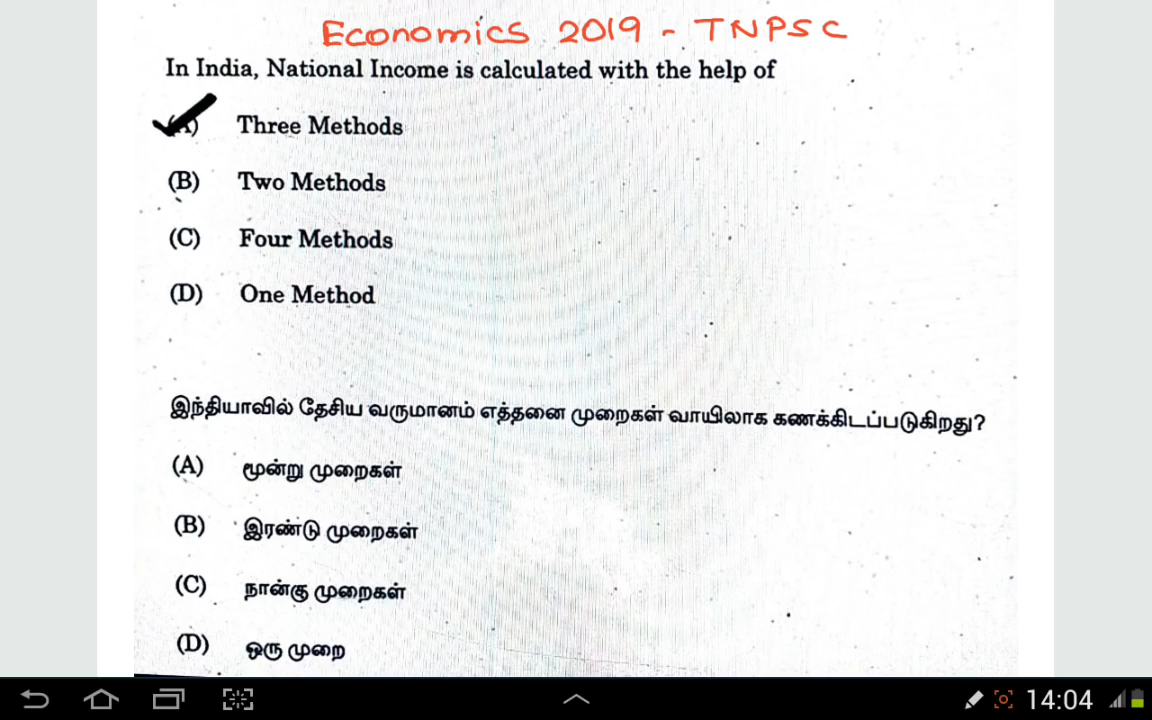 Economics 2019 - TNPSC
In India, National Income is calculated with the help of
(A) Three Methods
(B) Two Methods
(C) Four Methods
(D) One Method
இந்தியாவில் தேசிய வருமானம் எத்தனை முறைகள் வாயிலாக கணக்கிடப்படுகிறது?
(A) மூன்று முறைகள்
(B) இரண்டு முறைகள்
(C) நான்கு முறைகள்
(D) ஒரு முறை
14:04